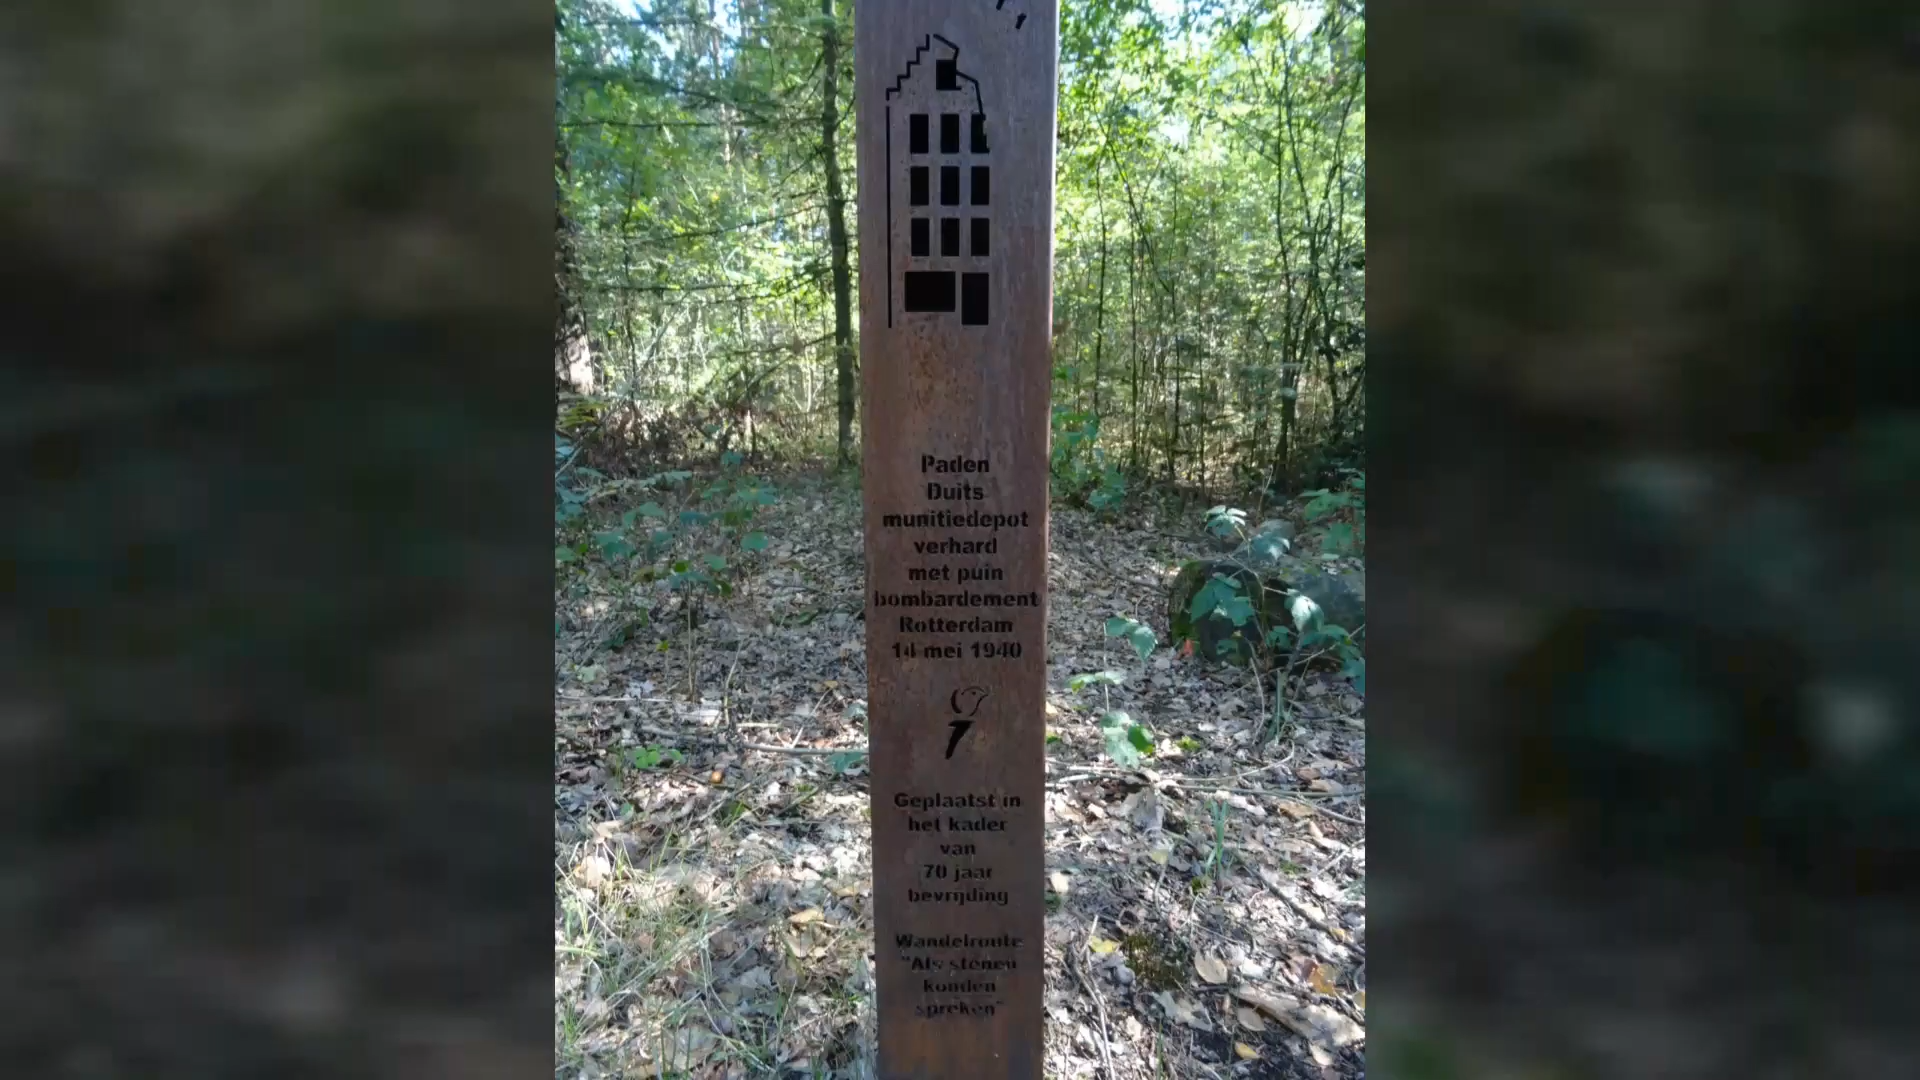 Paden
Duits
munitiedepot
verhard
met puin
bombardement
Rotterdam
14 mei 1940
Geplaatst in
het kader
van
70 jaar
bevrijding
Wandelroute
"Als stenen
konden
spreken"